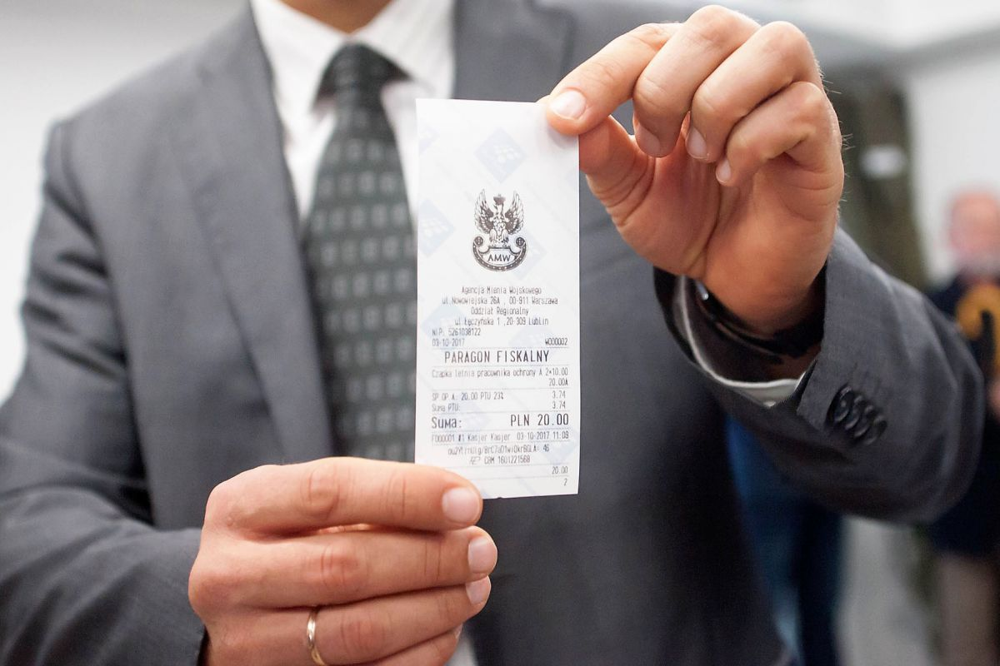 AMW
Agencja Mienia Wojskowego
ul.Nowowiejska 26A , 00-911 Warszawa
Oddział Regionalny
ul Łęczyńska 1 ,20-309 Lublin
NIP: 5261038122
03-10-2017 W000002
PARAGON FISKALNY
Czapka letnia pracownika ochrony A 2*10.00
20.00A
SP.OP.A: 20.00 PTU 23% 3.74
Suma PTU: 3.74
Suma: PLN 20.00
F000001 #1 Kasjer Kasjer 03-10-2017 11:09
CBM 1601221568
20.00
2